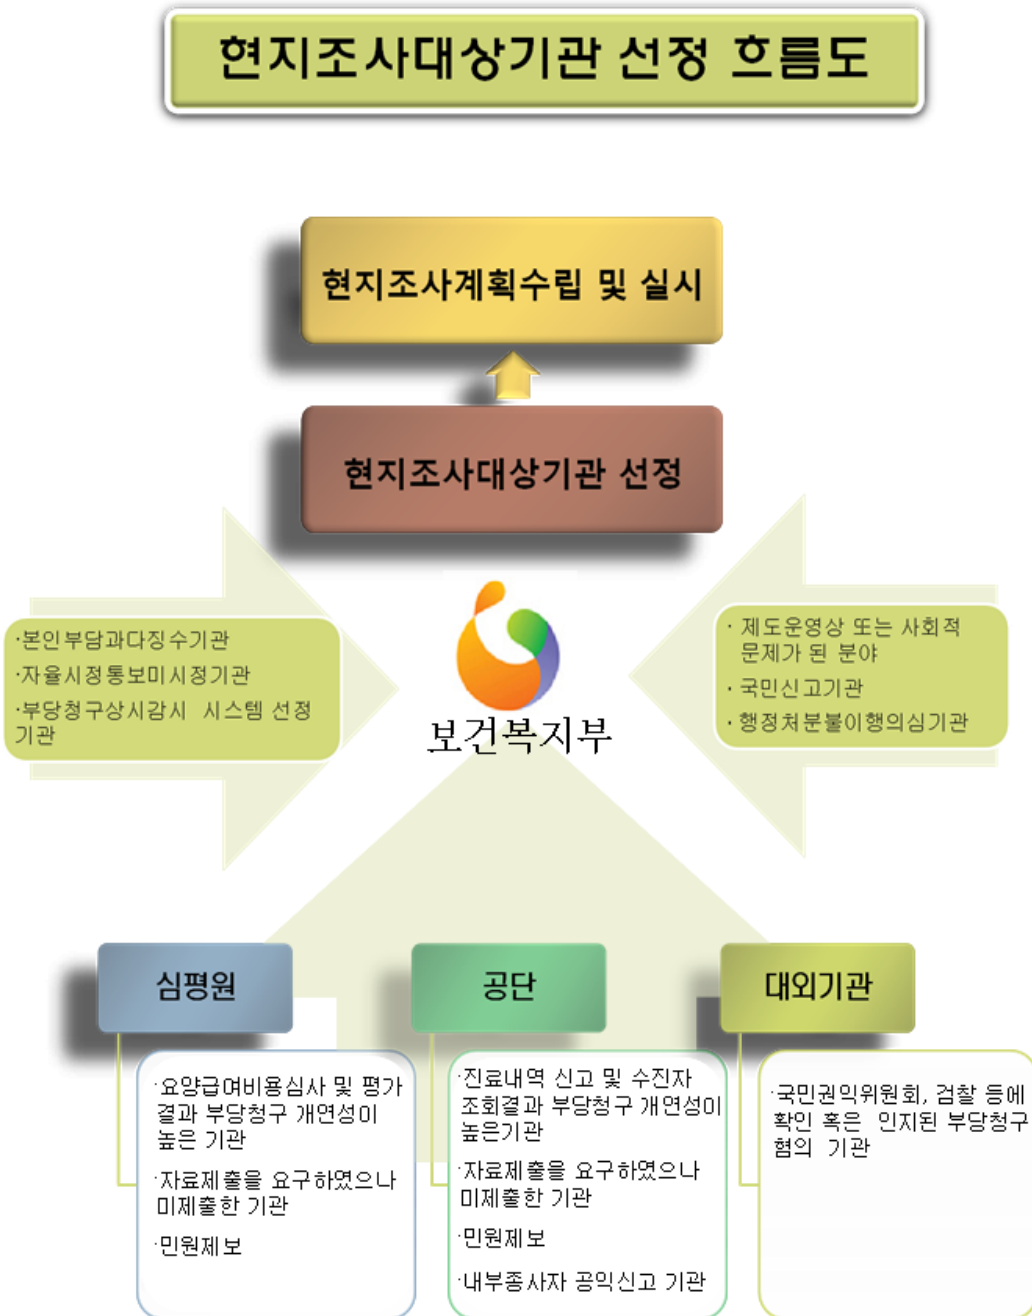 현지조사대상기관 선정 흐름도
현지조사계획수립 및 실시
현지조사대상기관 선정
·본인부담과다징수기관
·자율시정통보미시정기관
·부당청구상시감시 시스템 선정
기관
보건복지부
· 제도운영상 또는 사회적
문제가 된 분야
· 국민신고기관
· 행정처분불이행의심기관
심평원
·요양급여비용심사 및 평가
결과 부당청구 개연성이
높은 기관
·자료제출을 요구하였으나
미제출한 기관
·민원제보
공단
·진료내역 신고 및 수진자
조회결과 부당청구 개연성이
높은기관
·자료제출을 요구하였으나
미제출한 기관
·민원제보
·내부종사자 공익신고 기관
대외기관
·국민권익위원회, 검찰 등에
확인 혹은 인지된 부당청구
혐의 기관